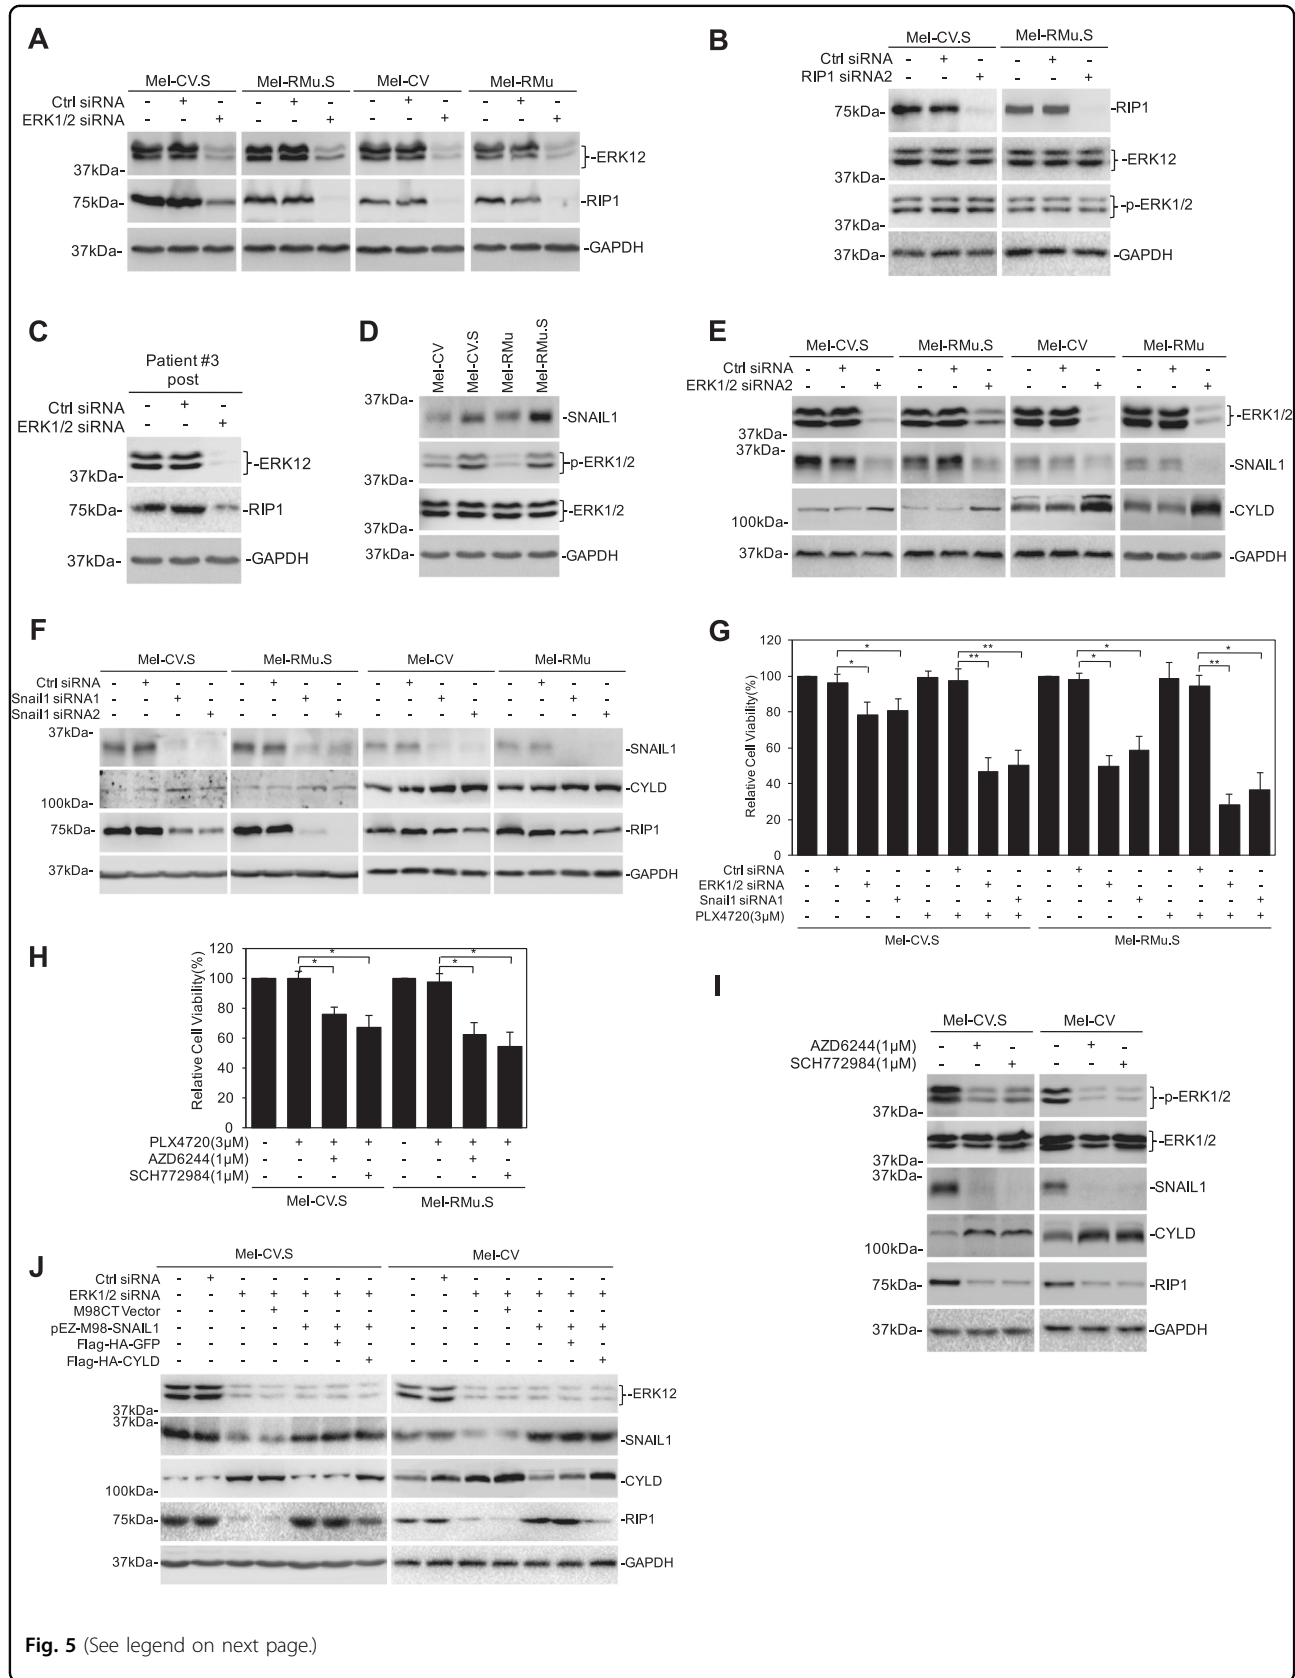 A
Mel-CV.S Mel-RMu.S Mel-CV Mel-RMu
Ctrl siRNA - + - - + - - + - - + -
ERK1/2 siRNA - - + - - + - - + - - +
37kDa- -ERK12
75kDa- -RIP1
37kDa- -GAPDH
B
Mel-CV.S Mel-RMu.S
Ctrl siRNA - + - - + -
RIP1 siRNA2 - - + - - +
75kDa- -RIP1
37kDa- -ERK12
37kDa- -p-ERK1/2
37kDa- -GAPDH
C
Patient #3
post
Ctrl siRNA - + -
ERK1/2 siRNA - - +
37kDa- -ERK12
75kDa- -RIP1
37kDa- -GAPDH
D
Mel-CV Mel-CV.S Mel-RMu Mel-RMu.S
37kDa- -SNAIL1
37kDa- -p-ERK1/2
37kDa- -ERK1/2
37kDa- -GAPDH
E
Mel-CV.S Mel-RMu.S Mel-CV Mel-RMu
Ctrl siRNA - + - - + - - + - - + -
ERK1/2 siRNA2 - - + - - + - - + - - +
37kDa- -ERK1/2
37kDa- -SNAIL1
100kDa- -CYLD
37kDa- -GAPDH
F
Mel-CV.S Mel-RMu.S Mel-CV Mel-RMu
Ctrl siRNA - + - - - + - - - + - - - + - -
Snail1 siRNA1 - - + - - - + - - - + - - - + -
Snail1 siRNA2 - - - + - - - + - - - + - - - +
37kDa- -SNAIL1
100kDa- -CYLD
75kDa- -RIP1
37kDa- -GAPDH
G
Relative Cell Viability(%)
120
100
80
60
40
20
0
* * ** ** * * ** *
Ctrl siRNA - + - - - + - - - + - - - + - -
ERK1/2 siRNA - - + - - - + - - - + - - - + -
Snail1 siRNA1 - - - + - - - + - - - + - - - +
PLX4720(3µM) - - - - + + + + - - - - + + + +
Mel-CV.S Mel-RMu.S
H
Relative Cell Viability(%)
120
100
80
60
40
20
0
* * * *
PLX4720(3µM) - + + + - + + +
AZD6244(1µM) - - + - - - + -
SCH772984(1µM) - - - + - - - +
Mel-CV.S Mel-RMu.S
I
Mel-CV.S Mel-CV
AZD6244(1µM) - + - - + -
SCH772984(1µM) - - + - - +
37kDa- -p-ERK1/2
37kDa- -ERK1/2
37kDa- -SNAIL1
100kDa- -CYLD
75kDa- -RIP1
37kDa- -GAPDH
J
Mel-CV.S Mel-CV
Ctrl siRNA - + - - - - - - + - - - - -
ERK1/2 siRNA - - + + + + + - - + + + + +
M98CT Vector - - - + - - - - - - + - - -
pEZ-M98-SNAIL1 - - - - + + + - - - - + + +
Flag-HA-GFP - - - - - + - - - - - - + -
Flag-HA-CYLD - - - - - - + - - - - - - +
37kDa- -ERK12
37kDa- -SNAIL1
100kDa- -CYLD
75kDa- -RIP1
37kDa- -GAPDH
Fig. 5 (See legend on next page.)